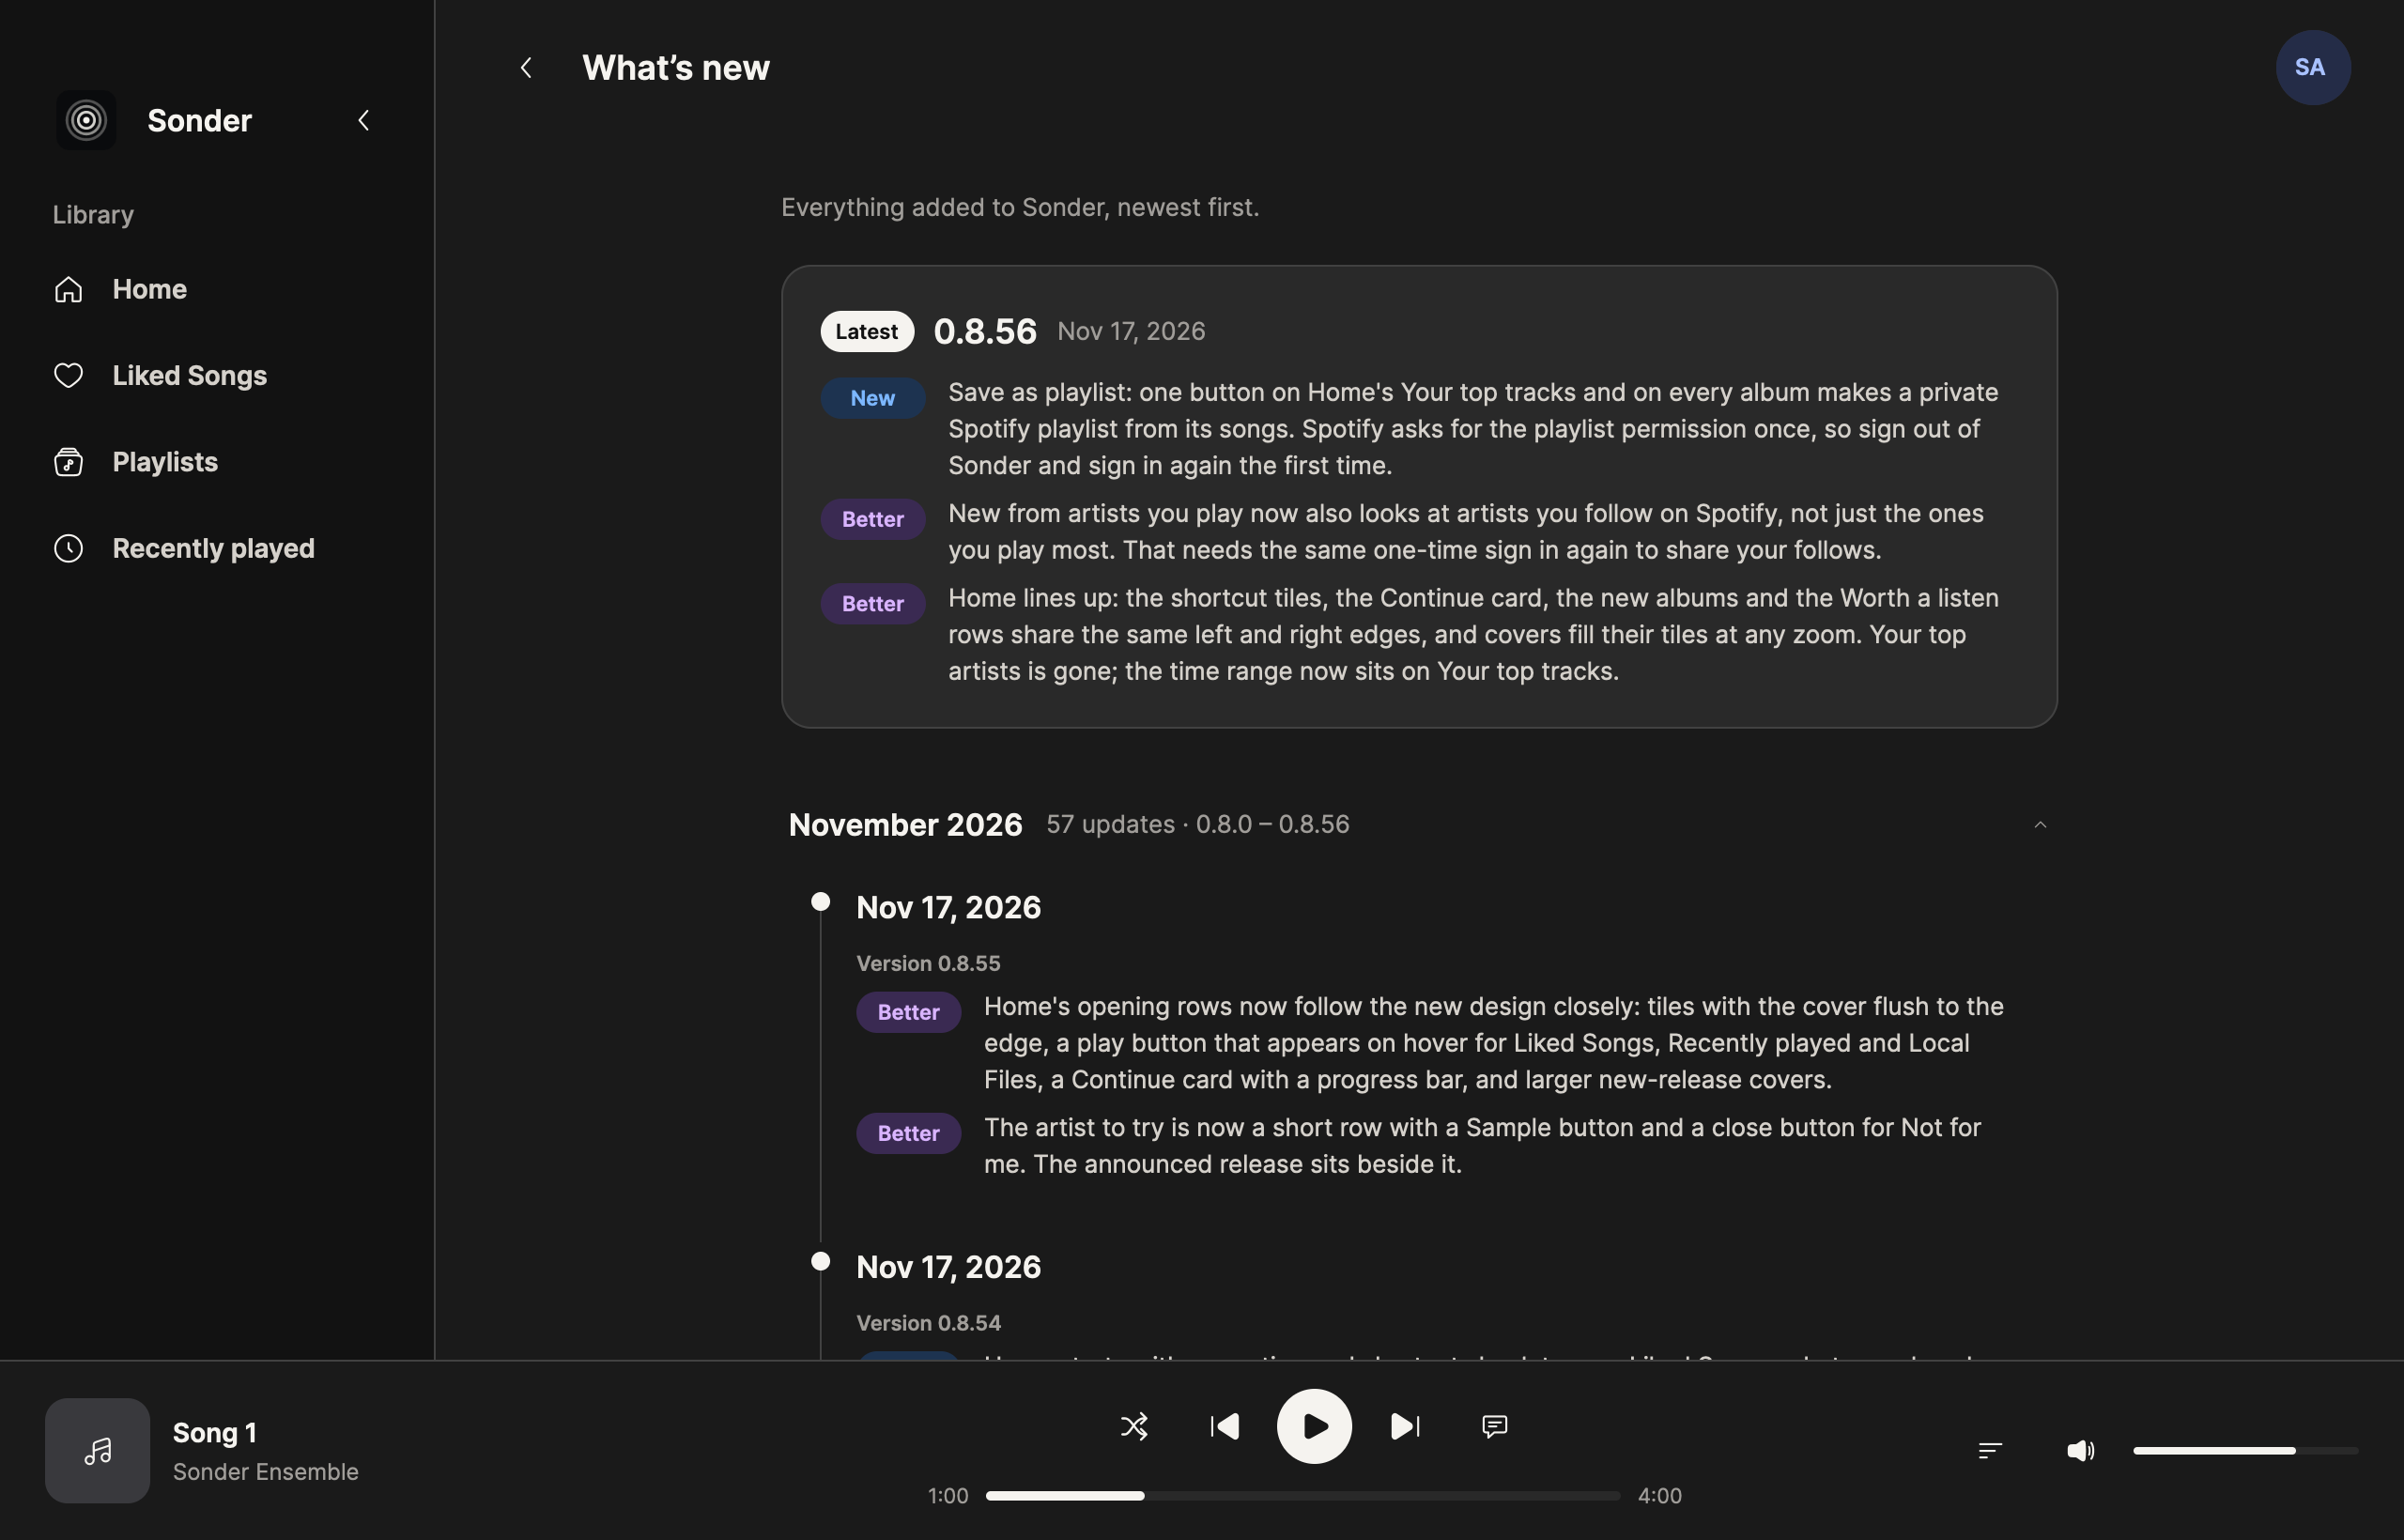 What's new
SA
Sonder
Library
Home
Liked Songs
Playlists
Recently played
Everything added to Sonder, newest first.
Latest 0.8.56 Nov 17, 2026
New Save as playlist: one button on Home's Your top tracks and on every album makes a private
Spotify playlist from its songs. Spotify asks for the playlist permission once, so sign out of
Sonder and sign in again the first time.
Better New from artists you play now also looks at artists you follow on Spotify, not just the ones
you play most. That needs the same one-time sign in again to share your follows.
Better Home lines up: the shortcut tiles, the Continue card, the new albums and the Worth a listen
rows share the same left and right edges, and covers fill their tiles at any zoom. Your top
artists is gone; the time range now sits on Your top tracks.
November 2026 57 updates · 0.8.0 – 0.8.56
Nov 17, 2026
Version 0.8.55
Better Home's opening rows now follow the new design closely: tiles with the cover flush to the
edge, a play button that appears on hover for Liked Songs, Recently played and Local
Files, a Continue card with a progress bar, and larger new-release covers.
Better The artist to try is now a short row with a Sample button and a close button for Not for
me. The announced release sits beside it.
Nov 17, 2026
Version 0.8.54
Song 1
Sonder Ensemble
1:00
4:00